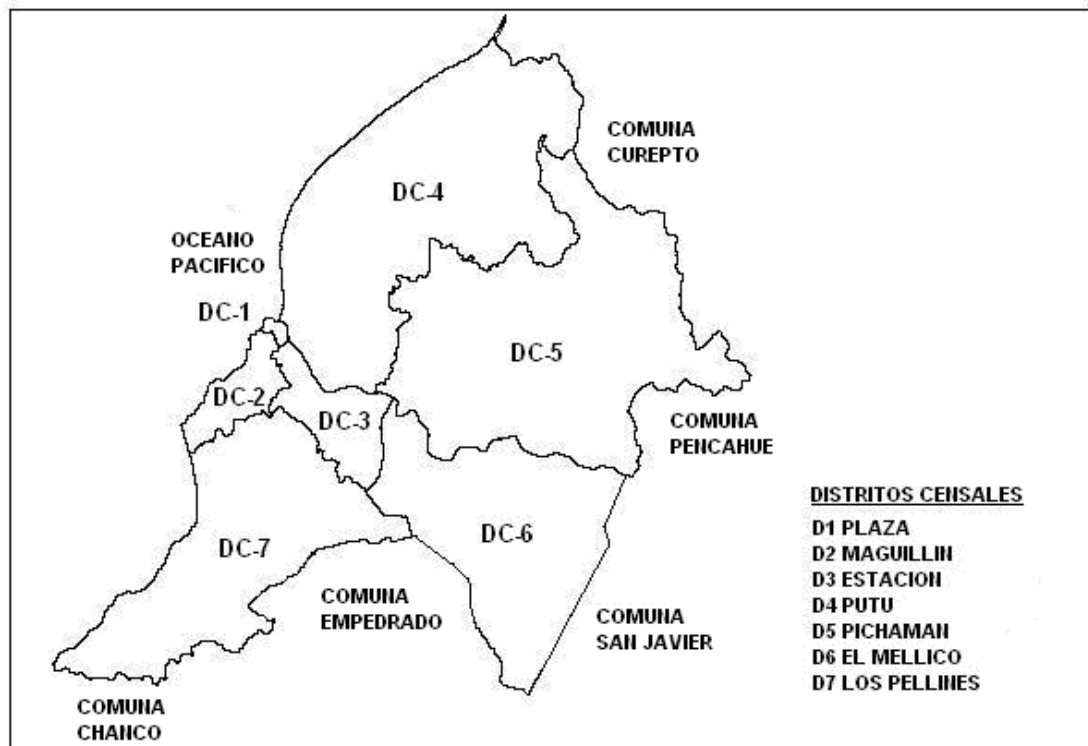 COMUNA
CUREPTO
DC-4
OCEANO
PACIFICO
DC-1
DC-5
DC-2
DC-3
COMUNA
PENCAHUE
DC-6
DC-7
COMUNA
EMPEDRADO
COMUNA
SAN JAVIER
COMUNA
CHANCO
DISTRITOS CENSALES
D1 PLAZA
D2 MAGUILLIN
D3 ESTACION
D4 PUTU
D5 PICHAMAN
D6 EL MELLICO
D7 LOS PELLINES